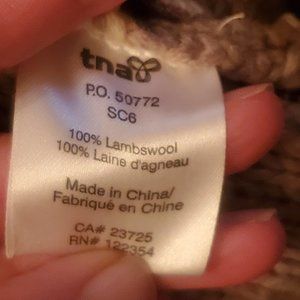 tna
P.O. 50772
SC6
100% Lambswool
100% Laine d'agneau
Made in China/
Fabriqué en Chine
CA# 23725
RN# 122354